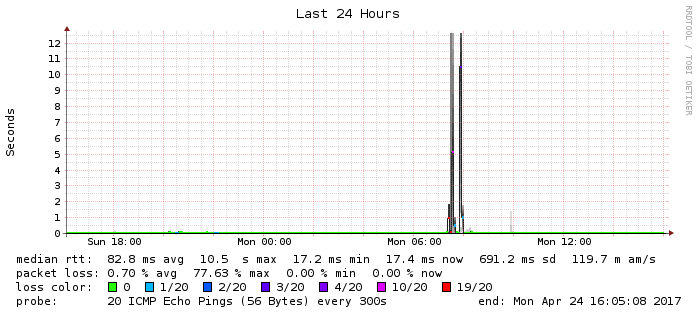 Last 24 Hours
RRDTOOL / TOBI OETIKER
Seconds
12
11
10
9
8
7
6
5
4
3
2
1
0
Sun 18:00 Mon 00:00 Mon 06:00 Mon 12:00
median rtt: 82.8 ms avg 10.5 s max 17.2 ms min 17.4 ms now 691.2 ms sd 119.7 m am/s
packet loss: 0.70 % avg 77.63 % max 0.00 % min 0.00 % now
loss color: 0 1/20 2/20 3/20 4/20 10/20 19/20
probe: 20 ICMP Echo Pings (56 Bytes) every 300s end: Mon Apr 24 16:05:08 2017